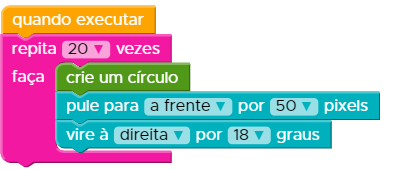 quando executar
repita 20 ▼ vezes
faça crie um círculo
pule para a frente ▼ por 50 ▼ pixels
vire à direita ▼ por 18 ▼ graus